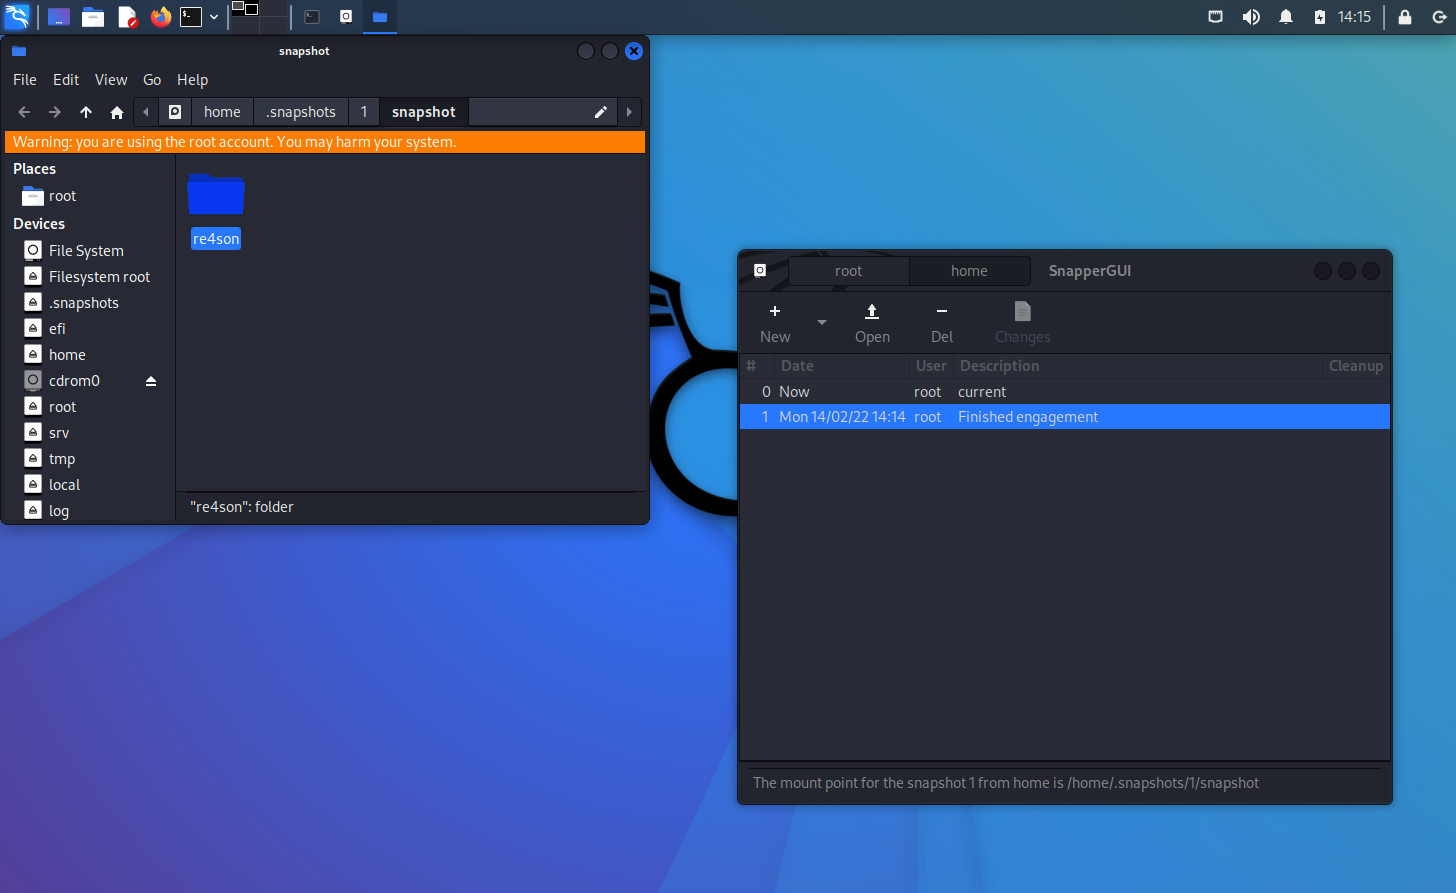 14:15
snapshot
File Edit View Go Help
home .snapshots 1 snapshot
Warning: you are using the root account. You may harm your system.
Places
root
Devices
File System
Filesystem root
.snapshots
efi
home
cdrom0
root
srv
tmp
local
log
re4son
"re4son": folder
root home SnapperGUI
New Open Del Changes
# Date User Description Cleanup
0 Now root current
1 Mon 14/02/22 14:14 root Finished engagement
The mount point for the snapshot 1 from home is /home/.snapshots/1/snapshot